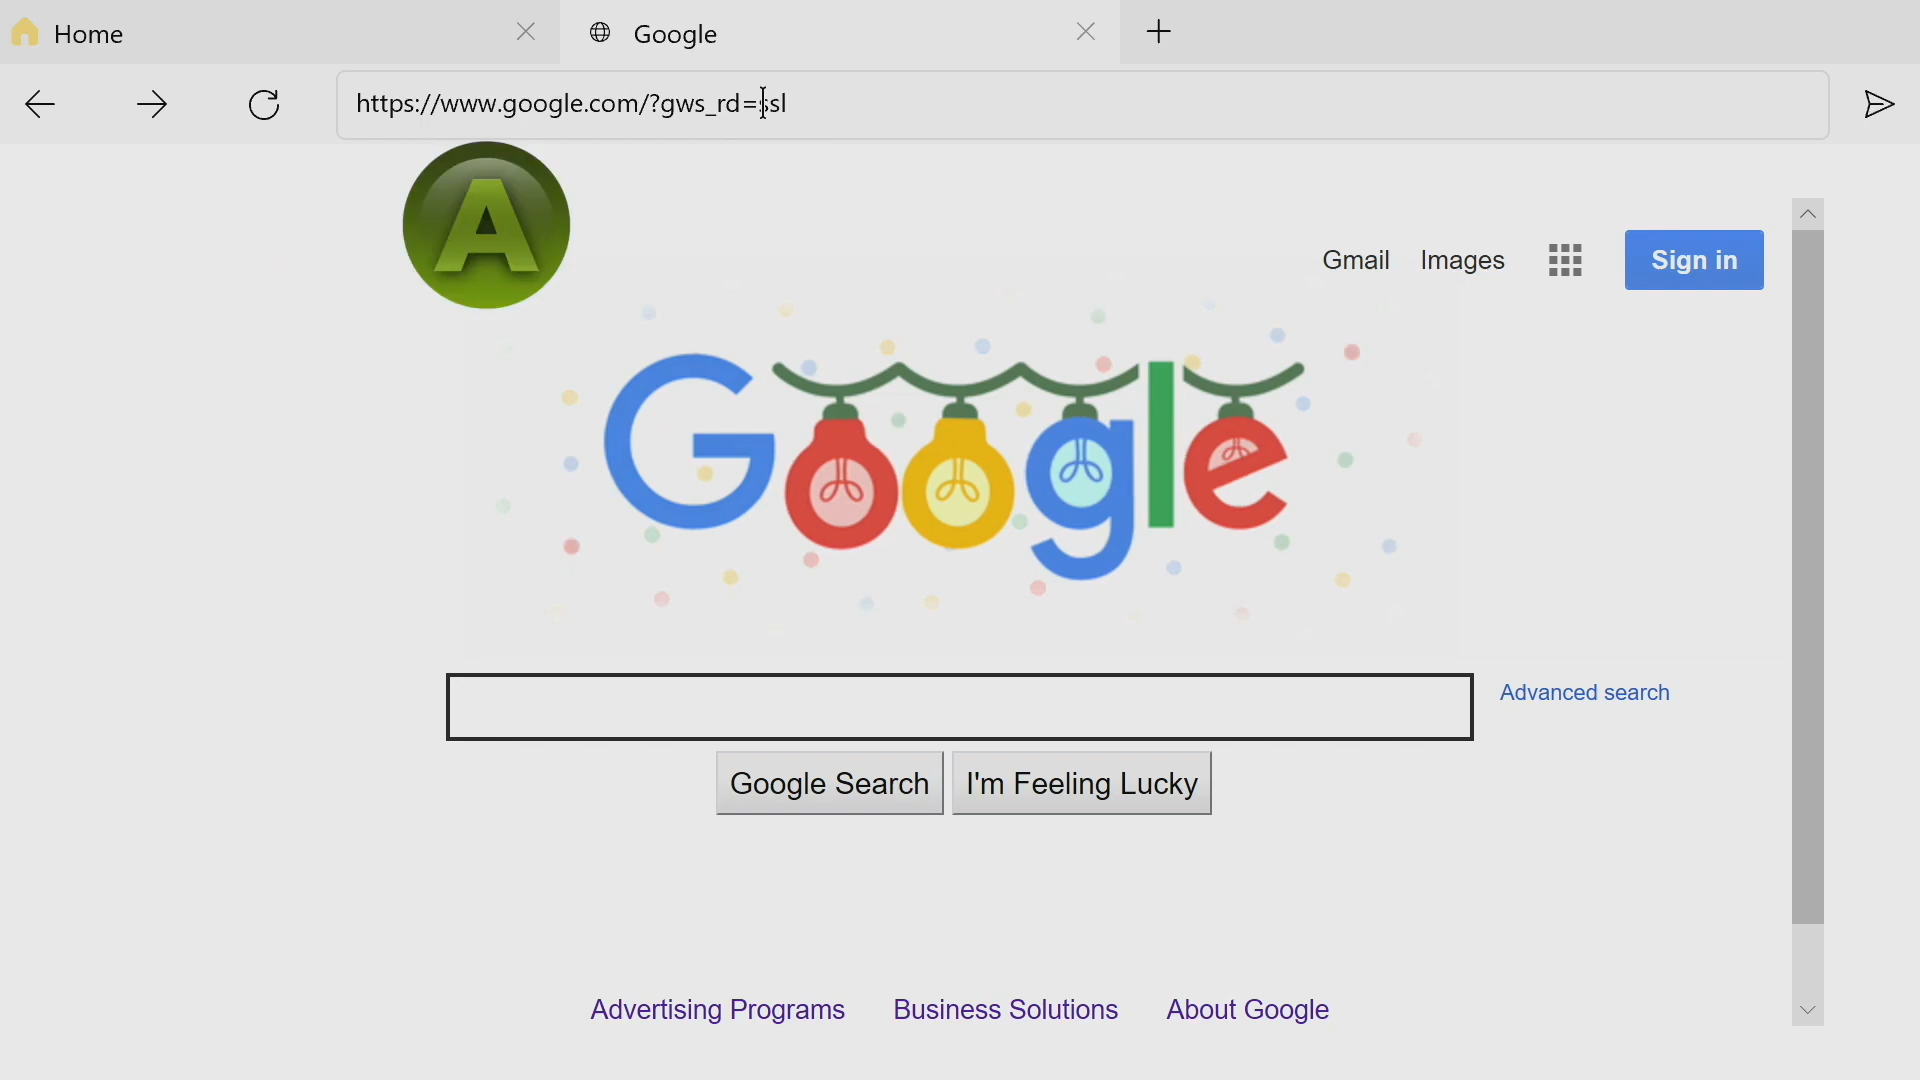 Home
Google
https://www.google.com/?gws_rd=ssl
A
Gmail Images Sign in
Google
Advanced search
Google Search I'm Feeling Lucky
Advertising Programs Business Solutions About Google